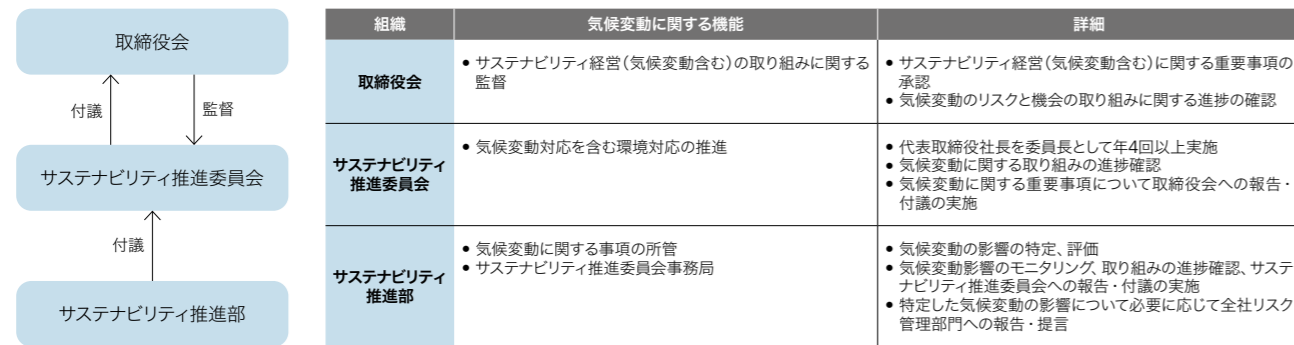 取締役会
付議
監督
サステナビリティ推進委員会
付議
サステナビリティ推進部
組織
気候変動に関する機能
詳細
取締役会
● サステナビリティ経営(気候変動含む)の取り組みに関する
監督
● サステナビリティ経営(気候変動含む)に関する重要事項の
承認
● 気候変動のリスクと機会の取り組みに関する進捗の確認
サステナビリティ
推進委員会
● 気候変動対応を含む環境対応の推進
● 代表取締役社長を委員長として年4回以上実施
● 気候変動に関する取り組みの進捗確認
● 気候変動に関する重要事項について取締役会への報告・
付議の実施
サステナビリティ
推進部
● 気候変動に関する事項の所管
● サステナビリティ推進委員会事務局
● 気候変動の影響の特定、評価
● 気候変動影響のモニタリング、取り組みの進捗確認、サステ
ナビリティ推進委員会への報告・付議の実施
● 特定した気候変動の影響について必要に応じて全社リスク
管理部門への報告・提言